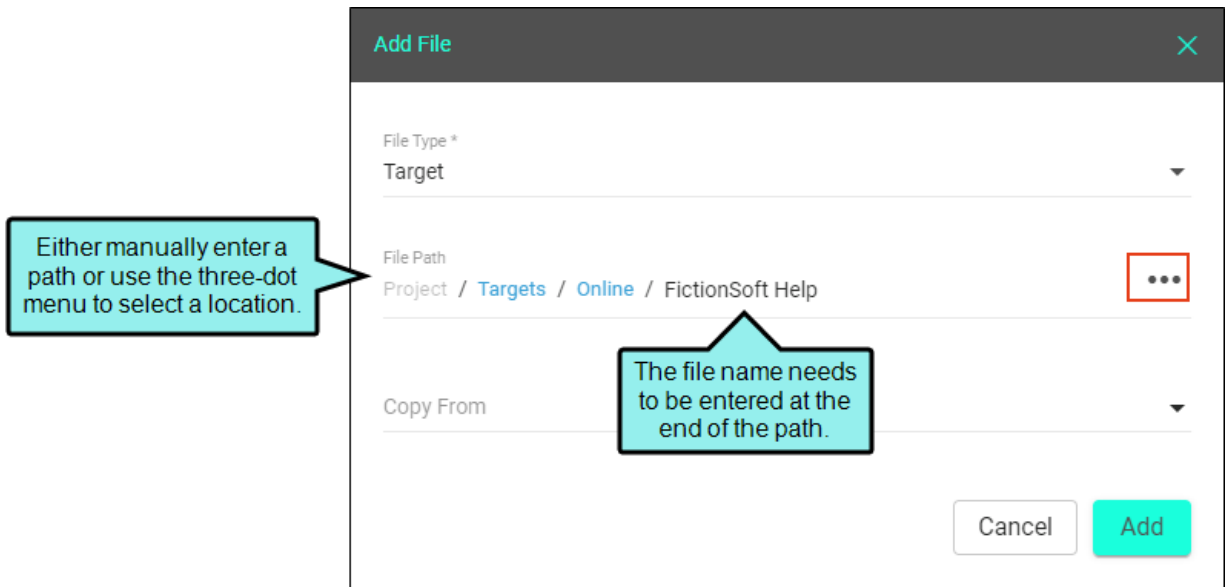 Add File
File Type *
Target
Either manually enter a
path or use the three-dot
menu to select a location.
File Path
Project / Targets / Online / FictionSoft Help
The file name needs
to be entered at the
end of the path.
Copy From
Cancel
Add